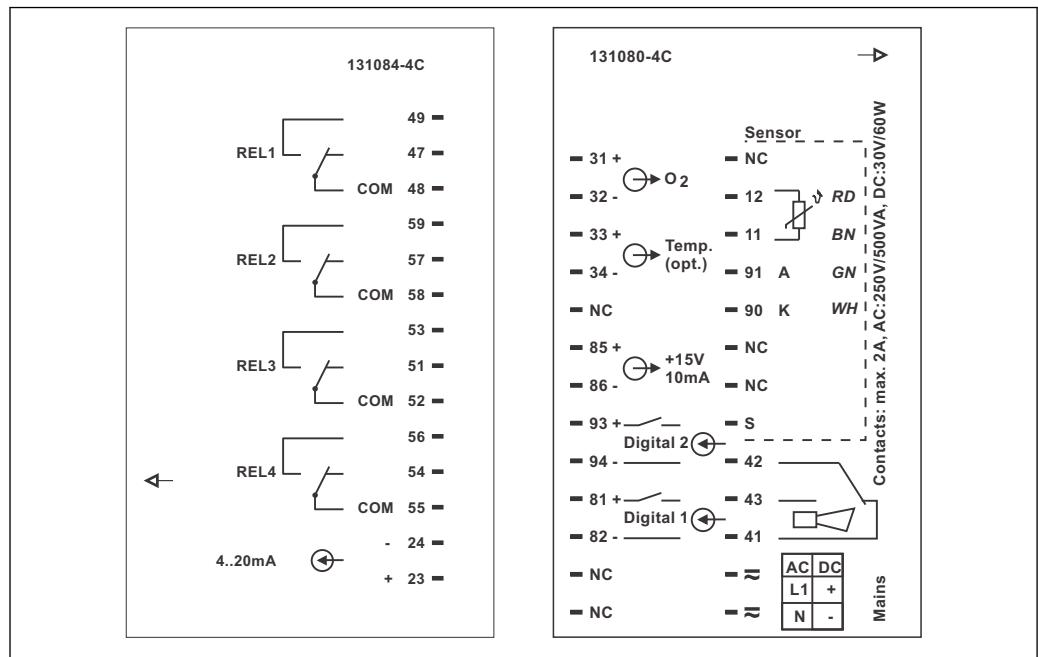 131084-4C
49
REL1 47
COM 48
59
REL2 57
COM 58
53
REL3 51
COM 52
56
REL4 54
COM 55
- 24
4..20mA
+ 23
131080-4C
Sensor
31 + NC
O2
32 - 12 RD
33 + 11 BN
Temp.
(opt.)
34 - 91 A GN
NC 90 K WH
85 + NC
+15V
10mA
86 - NC
93 + S
Digital 2
94 - 42
81 + 43
Digital 1
82 - 41
NC AC DC
L1 +
NC N -
Contacts: max. 2A, AC:250V/500VA, DC:30V/60W
Mains